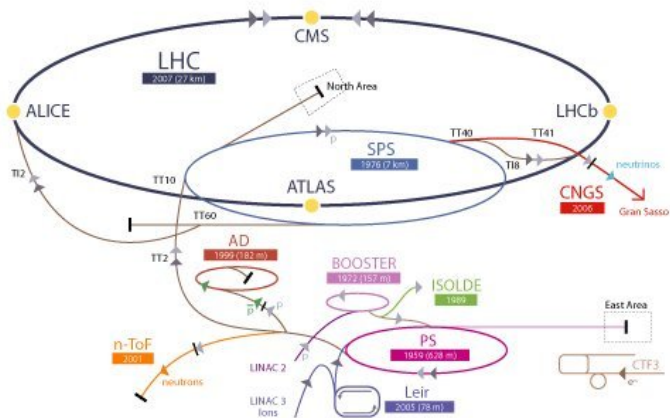 CMS
LHC
2007 (27 km)
North Area
ALICE
LHCb
TT40
TT41
SPS
1976 (7 km)
TI8
neutrinos
TI2
TT10
ATLAS
CNGS
2006
Gran Sasso
TT60
AD
1999 (182 m)
TT2
BOOSTER
1972 (157 m)
ISOLDE
1989
p
p
p̅
p
East Area
n-ToF
2001
PS
1959 (628 m)
LINAC 2
p
neutrons
CTF3
e-
LINAC 3
Ions
Leir
2005 (78 m)